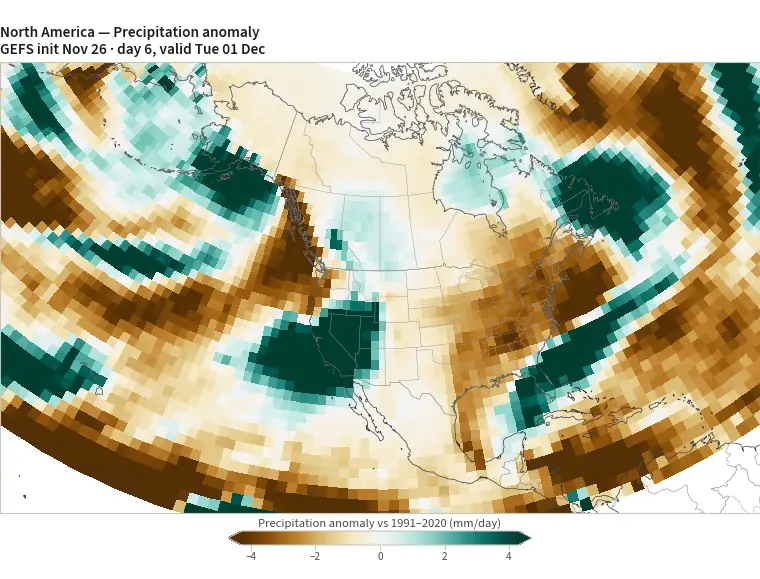 North America — Precipitation anomaly
GEFS init Nov 26 · day 6, valid Tue 01 Dec
Precipitation anomaly vs 1991–2020 (mm/day)
−4 −2 0 2 4